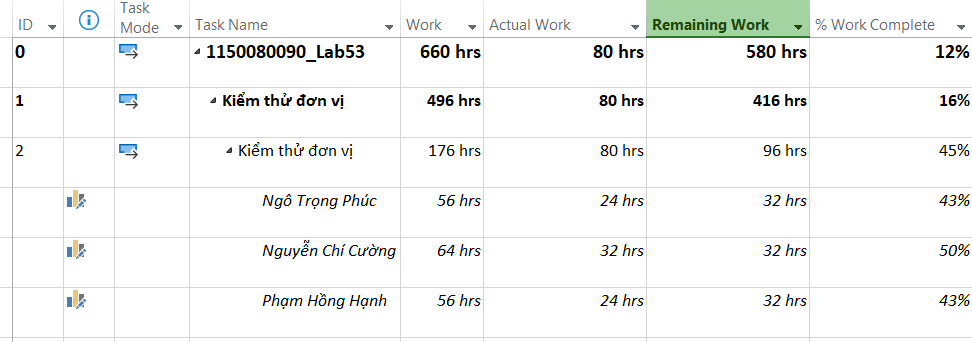 ID Task Mode Task Name Work Actual Work Remaining Work % Work Complete
0 1150080090_Lab53 660 hrs 80 hrs 580 hrs 12%
1 Kiểm thử đơn vị 496 hrs 80 hrs 416 hrs 16%
2 Kiểm thử đơn vị 176 hrs 80 hrs 96 hrs 45%
Ngô Trọng Phúc 56 hrs 24 hrs 32 hrs 43%
Nguyễn Chí Cường 64 hrs 32 hrs 32 hrs 50%
Phạm Hồng Hạnh 56 hrs 24 hrs 32 hrs 43%